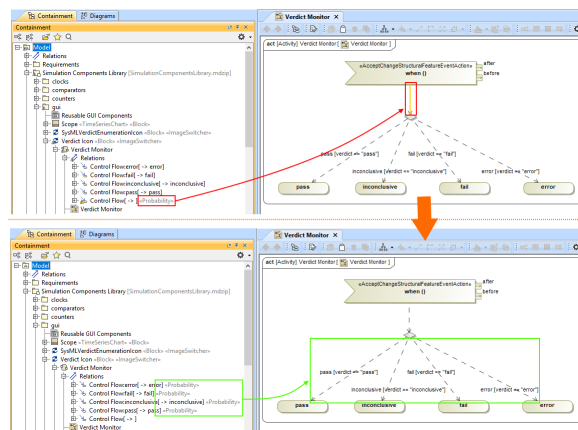 Containment Diagrams
Containment
Model
Relations
Requirements
Simulation Components Library [SimulationComponentsLibrary.mdzip]
clocks
comparators
counters
gui
Reusable GUI Components
Scope «TimeSeriesChart» «Block»
SysMLVerdictEnumerationIcon «Block» «ImageSwitcher»
Verdict Icon «Block» «ImageSwitcher»
Verdict Monitor
Relations
Control Flow:error[ -> error]
Control Flow:fail[ -> fail]
Control Flow:inconclusive[ -> inconclusive]
Control Flow:pass[ -> pass]
Control Flow[ -> ] «Probability»
Verdict Monitor
Verdict Monitor ×
act [Activity] Verdict Monitor [ Verdict Monitor ]
«AcceptChangeStructuralFeatureEventAction»
when ()
after
before
pass [verdict == "pass"]
fail [verdict == "fail"]
inconclusive [verdict == "inconclusive"]
error [verdict == "error"]
pass
inconclusive
fail
error
Containment Diagrams
Containment
Model
Relations
Requirements
Simulation Components Library [SimulationComponentsLibrary.mdzip]
clocks
comparators
counters
gui
Reusable GUI Components
Scope «TimeSeriesChart» «Block»
SysMLVerdictEnumerationIcon «Block» «ImageSwitcher»
Verdict Icon «Block» «ImageSwitcher»
Verdict Monitor
Relations
Control Flow:error[ -> error] «Probability»
Control Flow:fail[ -> fail] «Probability»
Control Flow:inconclusive[ -> inconclusive] «Probability»
Control Flow:pass[ -> pass] «Probability»
Control Flow[ -> ]
Verdict Monitor
Verdict Monitor ×
act [Activity] Verdict Monitor [ Verdict Monitor ]
«AcceptChangeStructuralFeatureEventAction»
when ()
after
before
pass [verdict == "pass"]
fail [verdict == "fail"]
inconclusive [verdict == "inconclusive"]
error [verdict == "error"]
pass
inconclusive
fail
error